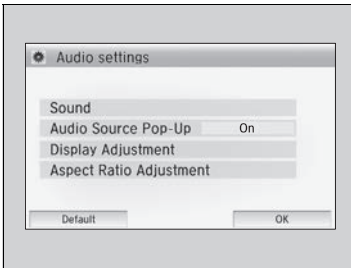 Audio settings
Sound
Audio Source Pop-Up On
Display Adjustment
Aspect Ratio Adjustment
Default OK